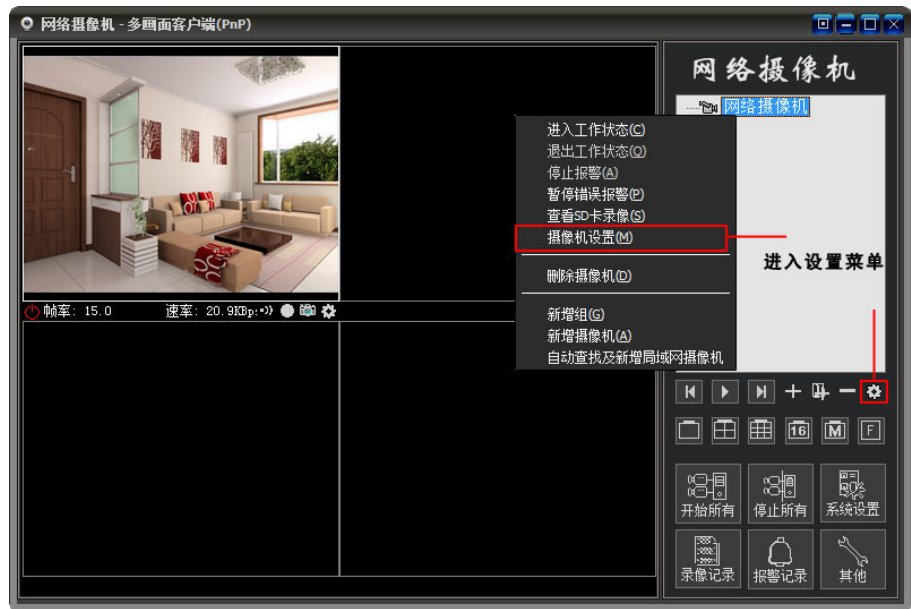 网络摄像机 - 多画面客户端(PnP)
网络摄像机
网络摄像机
进入工作状态(C)
退出工作状态(Q)
停止报警(A)
暂停错误报警(P)
查看SD卡录像(S)
摄像机设置(M)
删除摄像机(D)
新增组(G)
新增摄像机(A)
自动查找及新增局域网摄像机
进入设置菜单
帧率: 15.0 速率: 20.9KBp:
16 M F
开始所有 停止所有 系统设置
录像记录 报警记录 其他